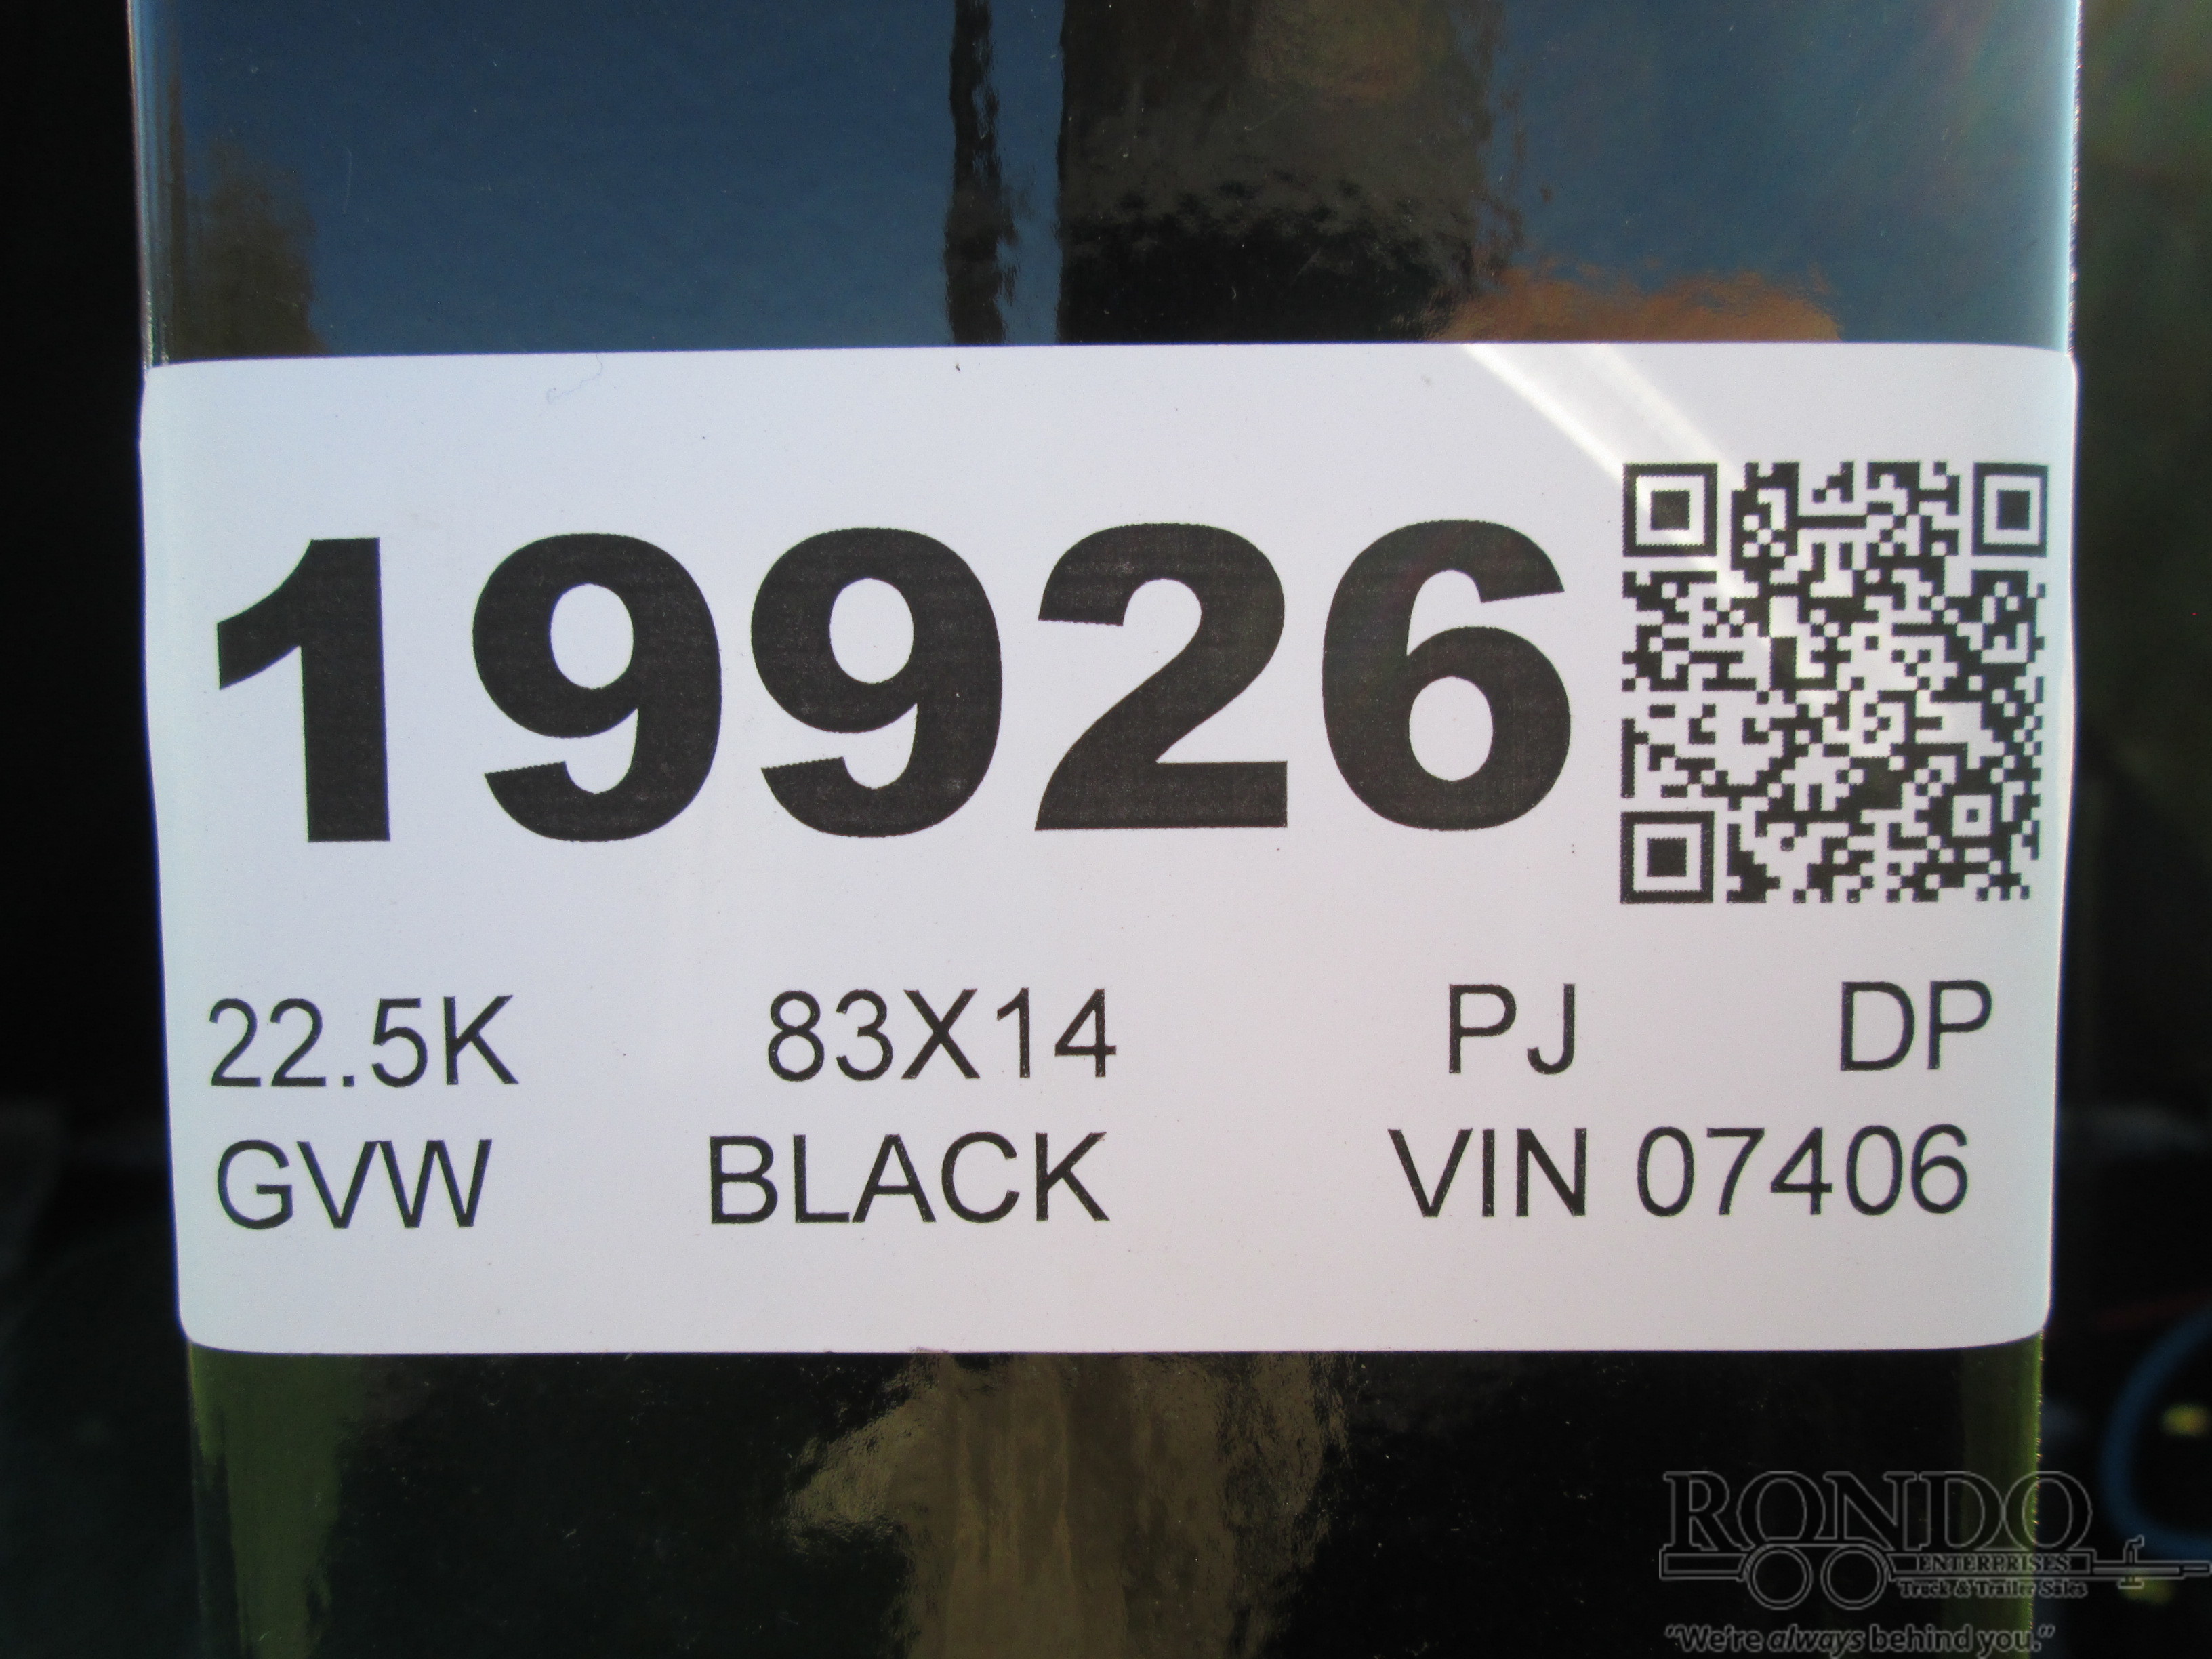 19926
22.5K 83X14 PJ DP
GVW BLACK VIN 07406
RONDO
ENTERPRISES
Truck & Trailer Sales
"We're always behind you."